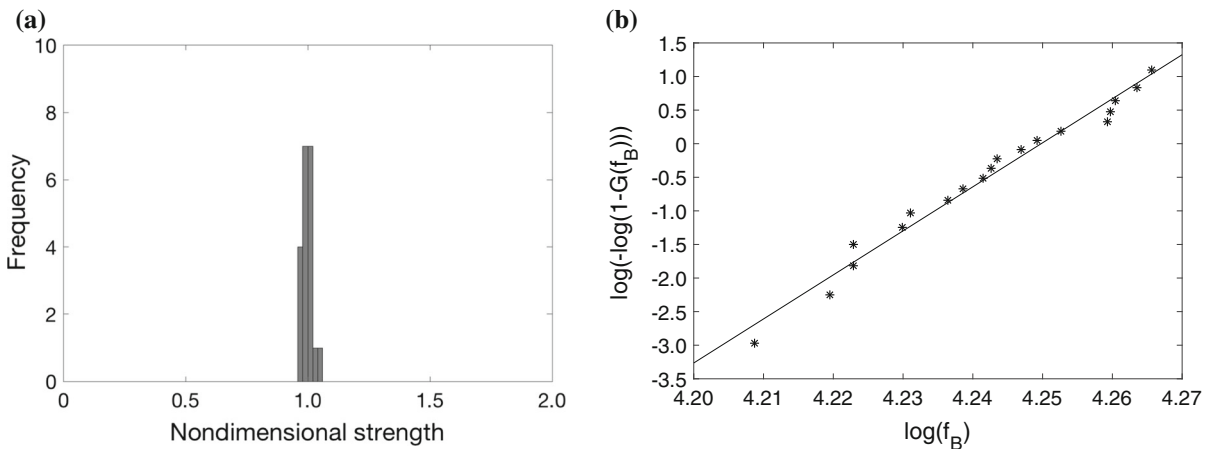 (a)
10
8
6
4
2
0
Frequency
0 0.5 1.0 1.5 2.0
Nondimensional strength
(b)
1.5
1.0
0.5
0
-0.5
-1.0
-1.5
-2.0
-2.5
-3.0
-3.5
log(-log(1-G(f_B)))
4.20 4.21 4.22 4.23 4.24 4.25 4.26 4.27
log(f_B)